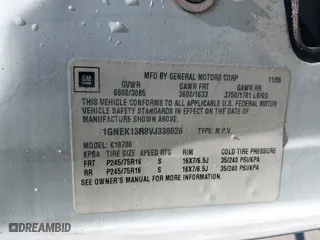 GM
MFD BY GENERAL MOTORS CORP 11/96
GVWR GAWR FRT GAWR RR
6800/3085 3600/1633 3750/1701 LB/KG
THIS VEHICLE CONFORMS TO ALL APPLICABLE U.S. FEDERAL
MOTOR VEHICLE SAFETY STANDARDS IN EFFECT ON THE DATE
OF MANUFACTURE SHOWN ABOVE.
1GNEK13R8VJ336626 TYPE: M.P.V.
MODEL: K10706
TIRE SIZE SPEED RTG RIM COLD TIRE PRESSURE
FRT P245/75R16 S 16X7/6.5J 35/240 PSI/KPA
RR P245/75R16 S 16X7/6.5J 35/240 PSI/KPA
SEE OWNER'S MANUAL FOR MORE INFORMATION.
DREAMBID